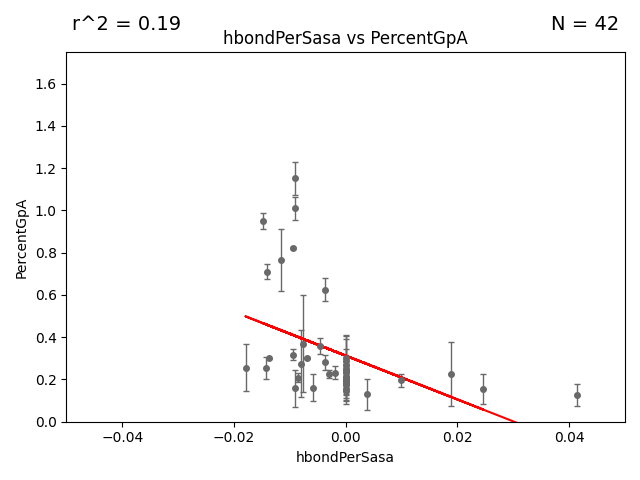 r^2 = 0.19
N = 42
hbondPerSasa vs PercentGpA
PercentGpA
1.6
1.4
1.2
1.0
0.8
0.6
0.4
0.2
0.0
−0.04
−0.02
0.00
0.02
0.04
hbondPerSasa